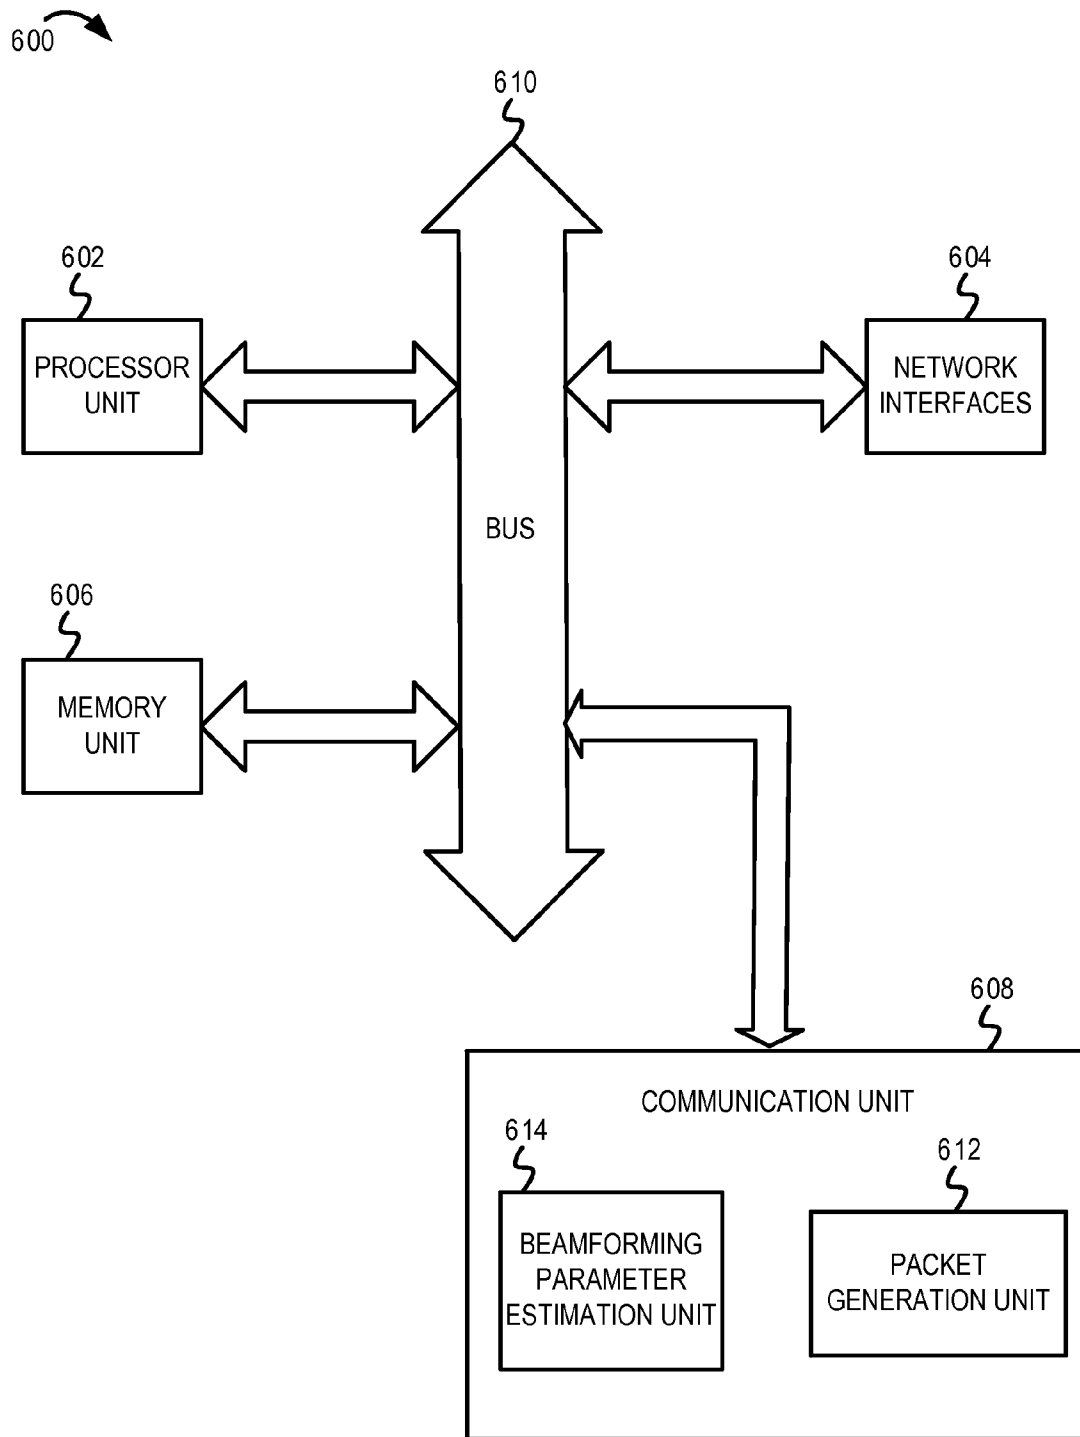 600
610
602
604
PROCESSOR
UNIT
NETWORK
INTERFACES
BUS
606
MEMORY
UNIT
608
COMMUNICATION UNIT
614
612
BEAMFORMING
PARAMETER
ESTIMATION UNIT
PACKET
GENERATION UNIT